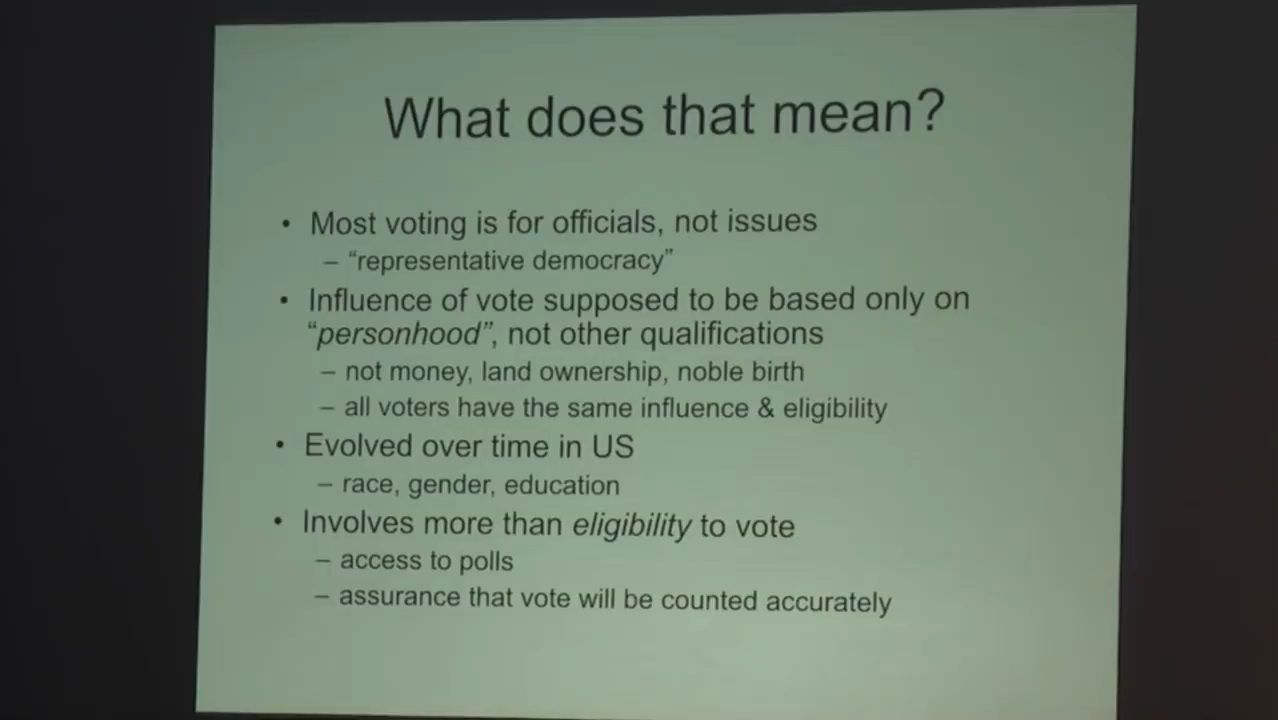 What does that mean?
• Most voting is for officials, not issues
– “representative democracy”
• Influence of vote supposed to be based only on
“personhood”, not other qualifications
– not money, land ownership, noble birth
– all voters have the same influence & eligibility
• Evolved over time in US
– race, gender, education
• Involves more than eligibility to vote
– access to polls
– assurance that vote will be counted accurately